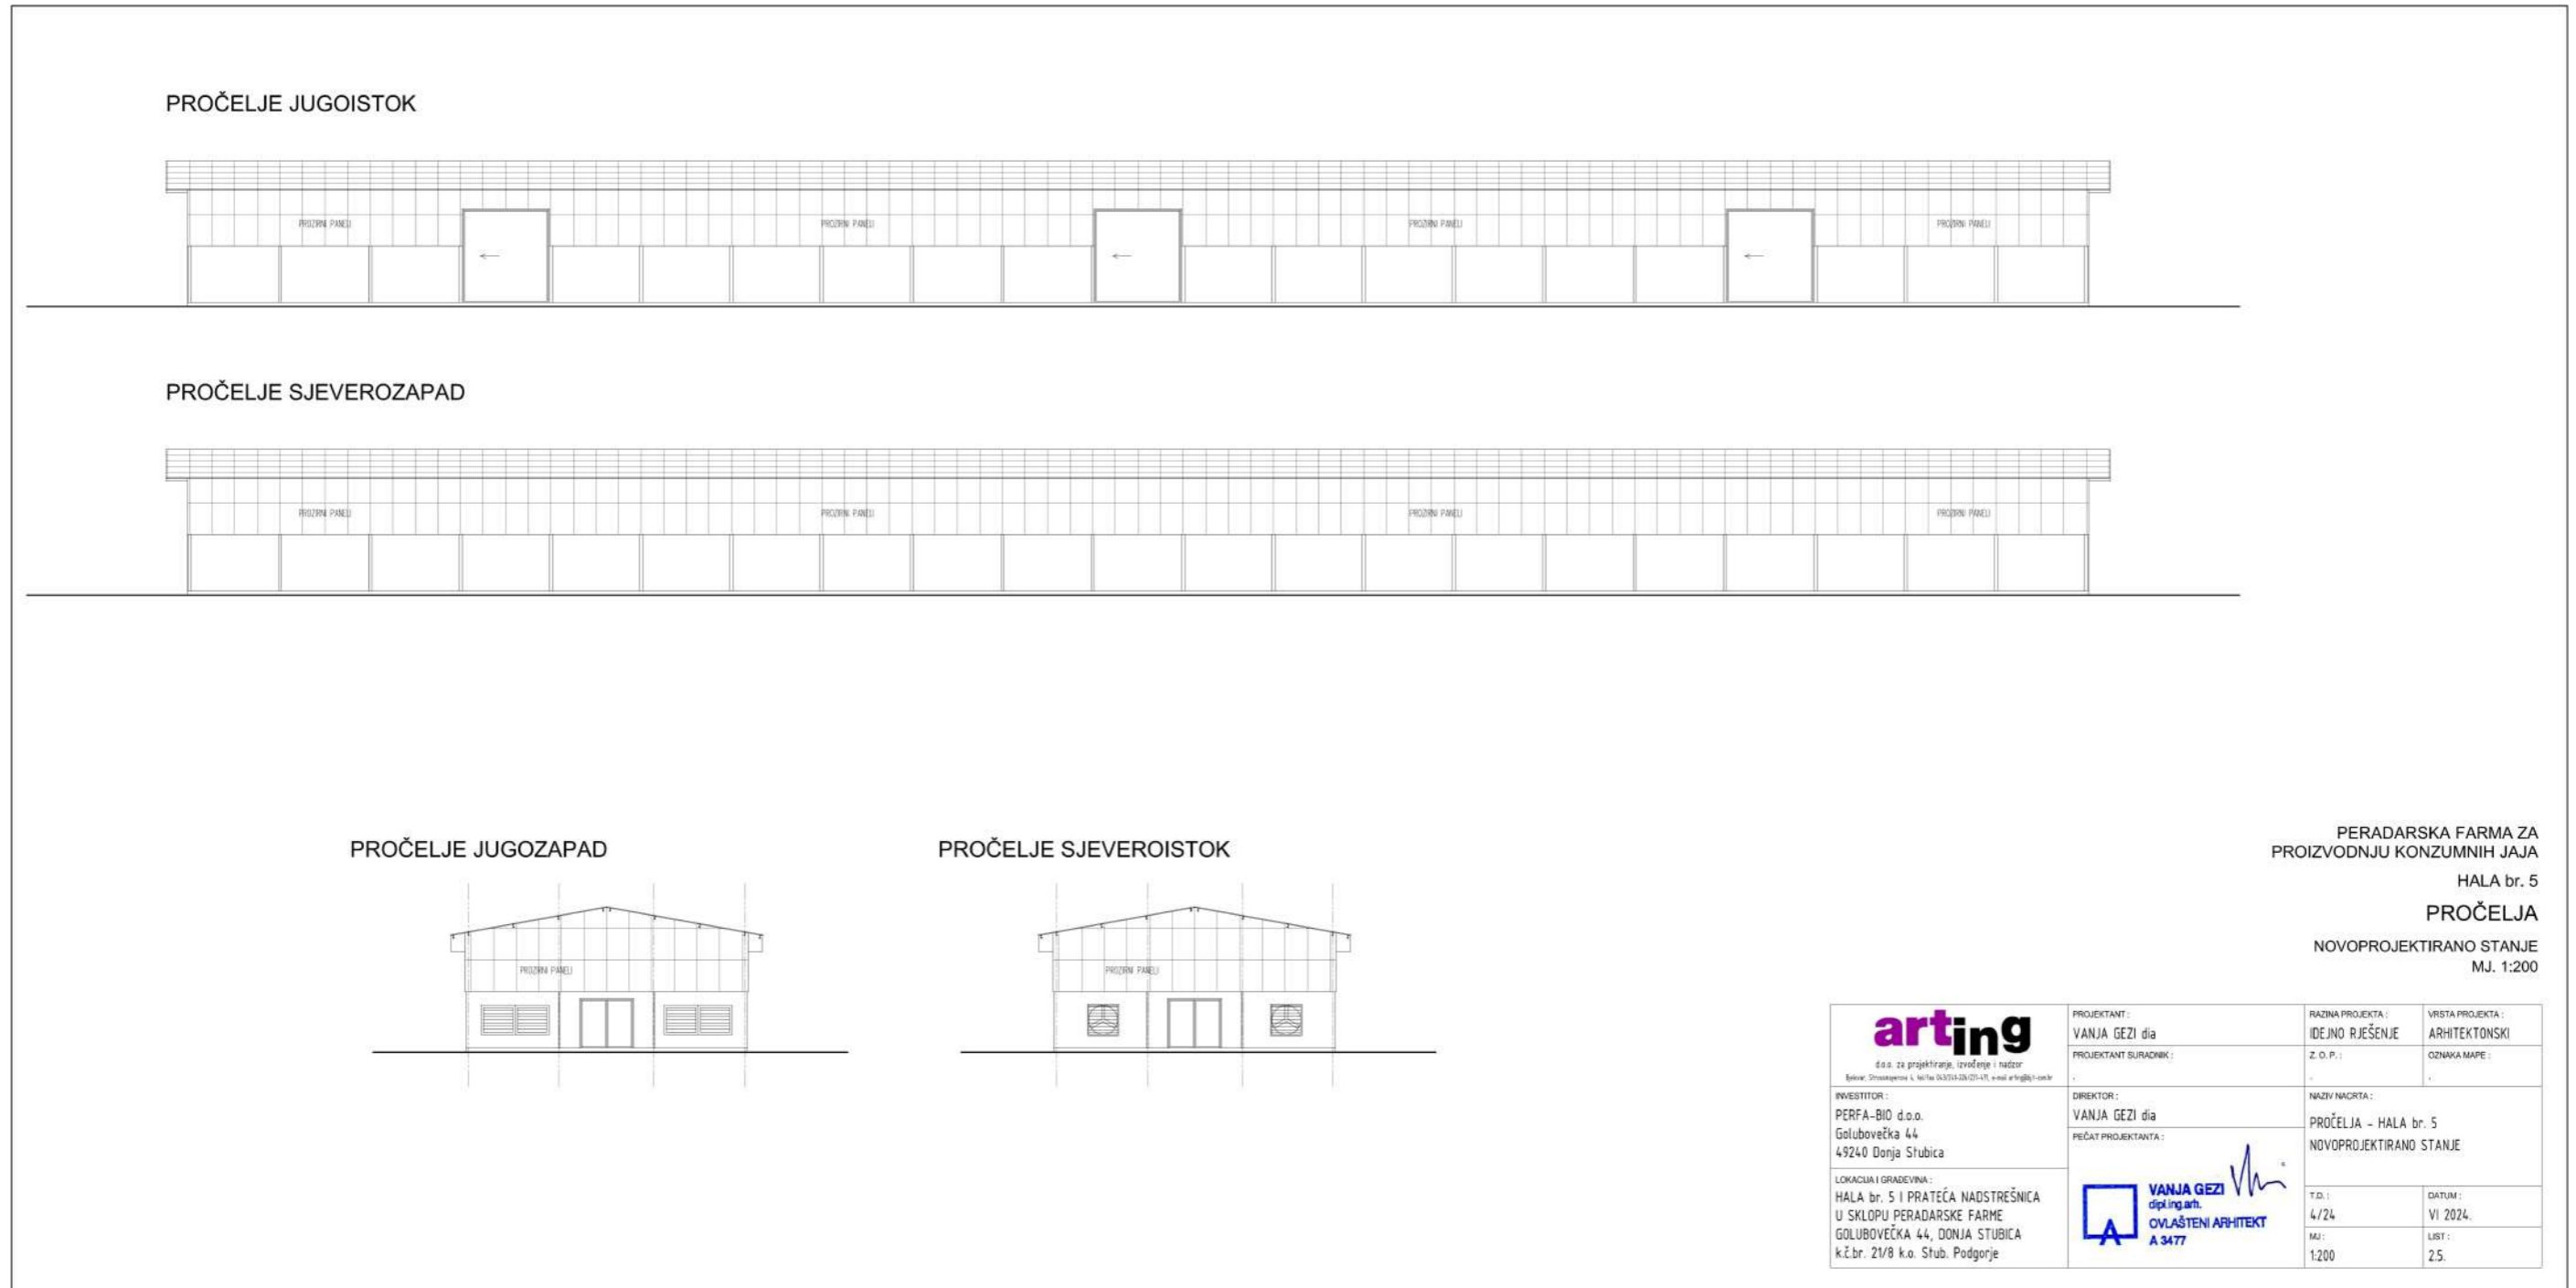 PROČELJE JUGOISTOK
PROZIRNI PANELI
PROZIRNI PANELI
PROZIRNI PANELI
PROZIRNI PANELI
PROČELJE SJEVEROZAPAD
PROZIRNI PANELI
PROZIRNI PANELI
PROZIRNI PANELI
PROZIRNI PANELI
PROČELJE JUGOZAPAD
PROZIRNI PANELI
PROČELJE SJEVEROISTOK
PROZIRNI PANELI
PERADARSKA FARMA ZA
PROIZVODNJU KONZUMNIH JAJA
HALA br. 5
PROČELJA
NOVOPROJEKTIRANO STANJE
MJ. 1:200
arting
d.o.o. za projektiranje, izvođenje i nadzor
INVESTITOR :
PERFA-BIO d.o.o.
Golubovečka 44
49240 Donja Stubica
LOKACIJA I GRAĐEVINA :
HALA br. 5 I PRATEĆA NADSTREŠNICA
U SKLOPU PERADARSKE FARME
GOLUBOVEČKA 44, DONJA STUBICA
k.č.br. 21/8 k.o. Stub. Podgorje
PROJEKTANT :
VANJA GEZI dia
PROJEKTANT SURADNIK :
.
DIREKTOR :
VANJA GEZI dia
PEČAT PROJEKTANTA :
VANJA GEZI
dipl.ing.arh.
OVLAŠTENI ARHITEKT
A 3477
RAZINA PROJEKTA :
IDEJNO RJEŠENJE
VRSTA PROJEKTA :
ARHITEKTONSKI
Z. O. P. :
.
OZNAKA MAPE :
.
NAZIV NACRTA :
PROČELJA - HALA br. 5
NOVOPROJEKTIRANO STANJE
T.D. :
4/24
DATUM :
VI 2024.
MJ :
1:200
LIST :
2.5.